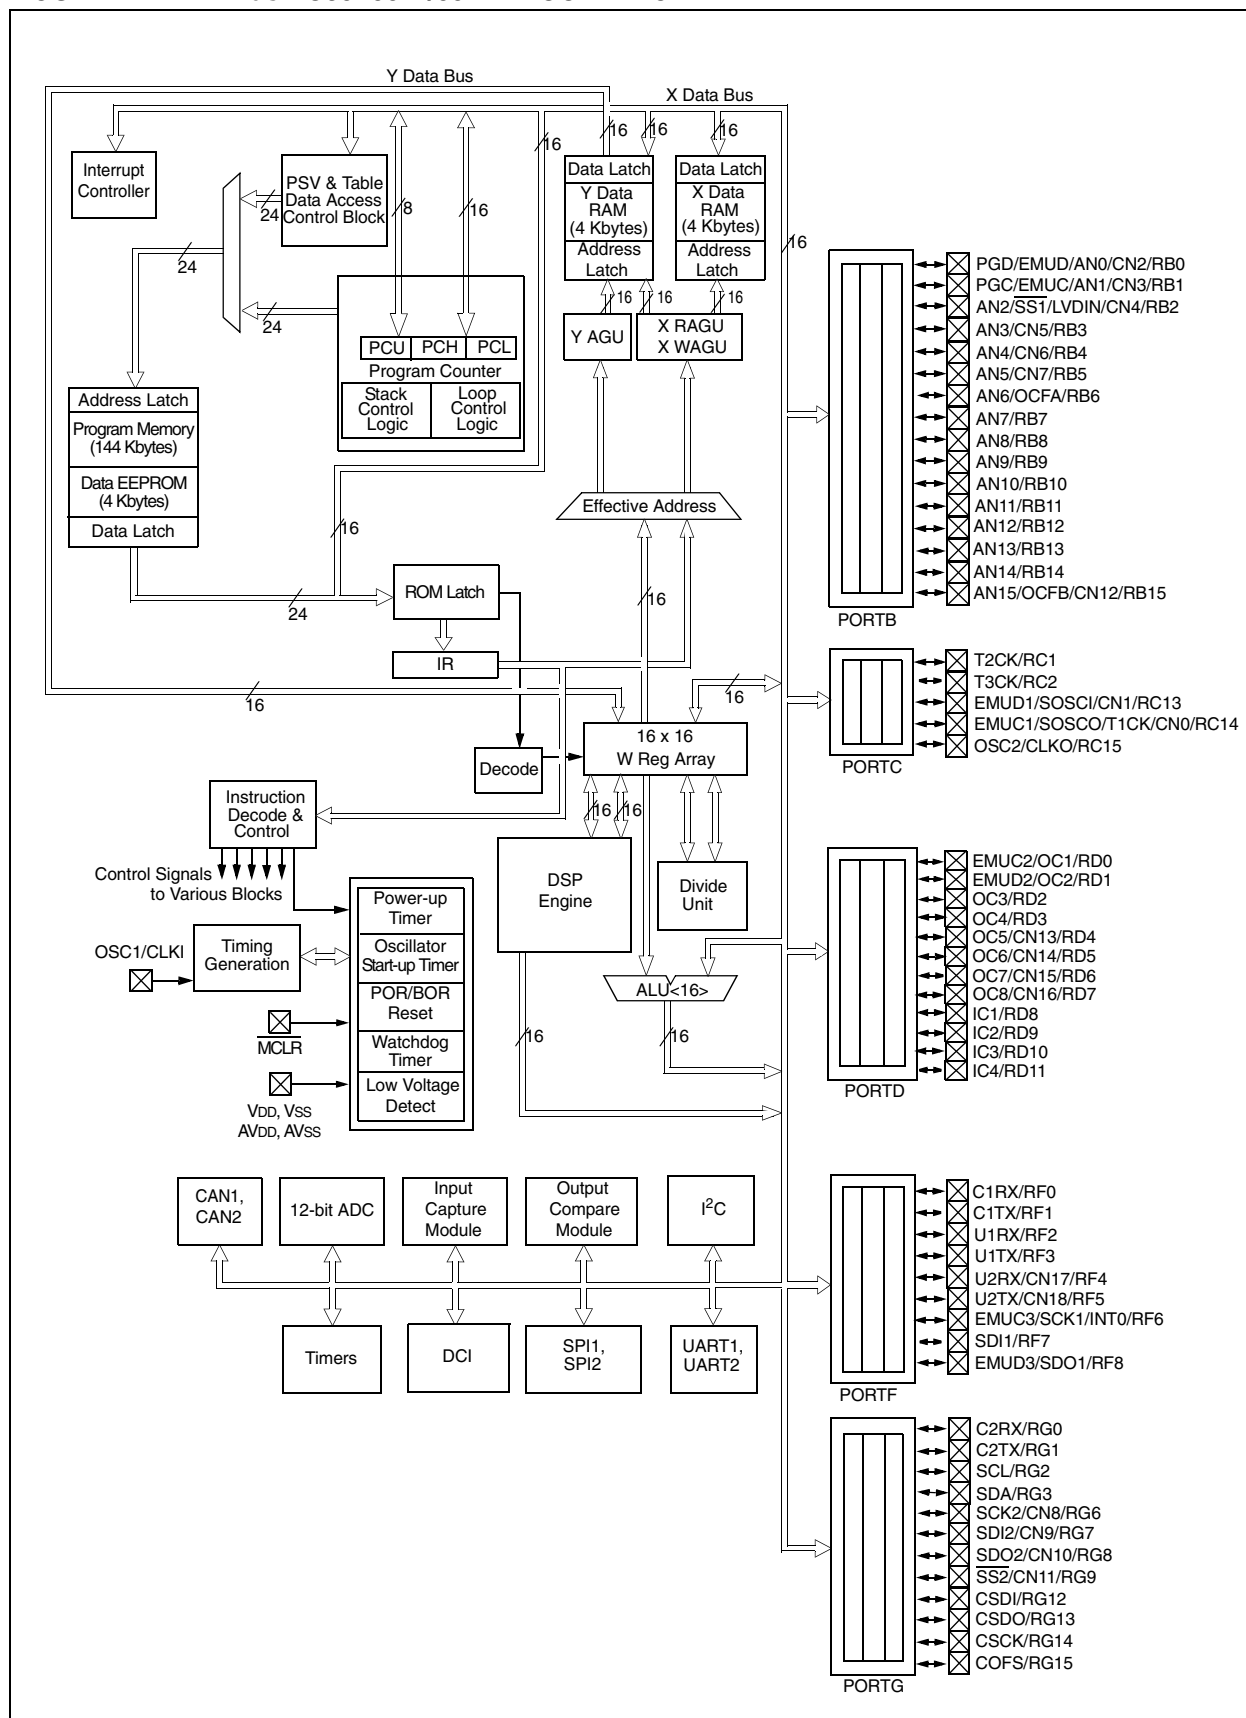 Y Data Bus
X Data Bus
16
16
16
16
Interrupt
Controller
PSV & Table
Data Access
Control Block
24
8
16
24
24
Data Latch
Y Data
RAM
(4 Kbytes)
Address
Latch
Data Latch
X Data
RAM
(4 Kbytes)
Address
Latch
16
16
16
16
Y AGU
X RAGU
X WAGU
PCU
PCH
PCL
Program Counter
Stack
Control
Logic
Loop
Control
Logic
Address Latch
Program Memory
(144 Kbytes)
Data EEPROM
(4 Kbytes)
Data Latch
Effective Address
16
24
ROM Latch
16
IR
16
16
16 x 16
W Reg Array
Decode
Instruction
Decode &
Control
16
16
Control Signals
to Various Blocks
DSP
Engine
Divide
Unit
Power-up
Timer
Oscillator
Start-up Timer
POR/BOR
Reset
Watchdog
Timer
Low Voltage
Detect
OSC1/CLKI
Timing
Generation
MCLR
VDD, VSS
AVDD, AVSS
ALU<16>
16
16
CAN1,
CAN2
12-bit ADC
Input
Capture
Module
Output
Compare
Module
I²C
Timers
DCI
SPI1,
SPI2
UART1,
UART2
PGD/EMUD/AN0/CN2/RB0
PGC/EMUC/AN1/CN3/RB1
AN2/SS1/LVDIN/CN4/RB2
AN3/CN5/RB3
AN4/CN6/RB4
AN5/CN7/RB5
AN6/OCFA/RB6
AN7/RB7
AN8/RB8
AN9/RB9
AN10/RB10
AN11/RB11
AN12/RB12
AN13/RB13
AN14/RB14
AN15/OCFB/CN12/RB15
PORTB
T2CK/RC1
T3CK/RC2
EMUD1/SOSCI/CN1/RC13
EMUC1/SOSCO/T1CK/CN0/RC14
OSC2/CLKO/RC15
PORTC
EMUC2/OC1/RD0
EMUD2/OC2/RD1
OC3/RD2
OC4/RD3
OC5/CN13/RD4
OC6/CN14/RD5
OC7/CN15/RD6
OC8/CN16/RD7
IC1/RD8
IC2/RD9
IC3/RD10
IC4/RD11
PORTD
C1RX/RF0
C1TX/RF1
U1RX/RF2
U1TX/RF3
U2RX/CN17/RF4
U2TX/CN18/RF5
EMUC3/SCK1/INT0/RF6
SDI1/RF7
EMUD3/SDO1/RF8
PORTF
C2RX/RG0
C2TX/RG1
SCL/RG2
SDA/RG3
SCK2/CN8/RG6
SDI2/CN9/RG7
SDO2/CN10/RG8
SS2/CN11/RG9
CSDI/RG12
CSDO/RG13
CSCK/RG14
COFS/RG15
PORTG